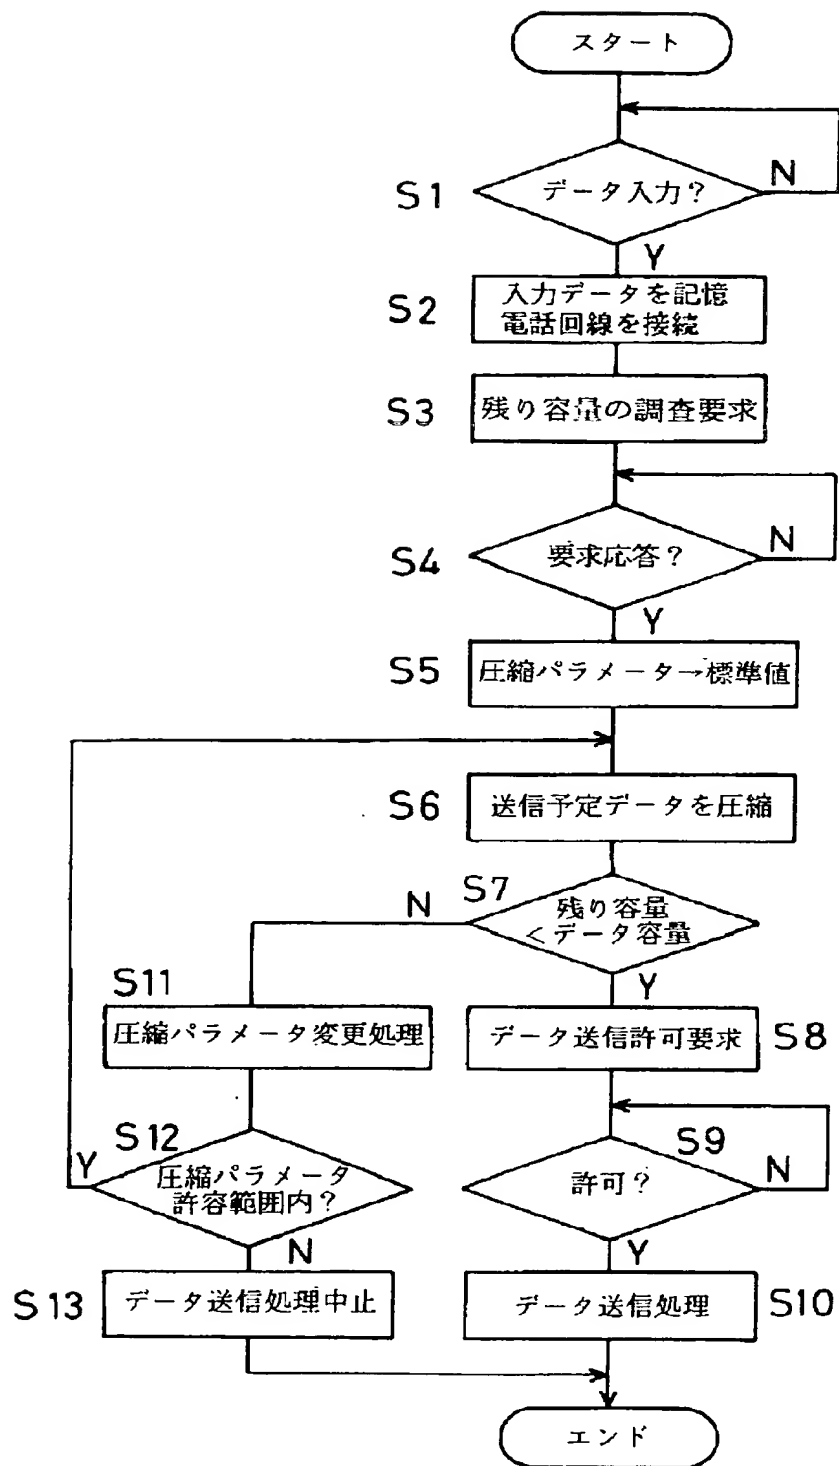 スタート
S1
データ入力?
N
Y
S2
入力データを記憶
電話回線を接続
S3
残り容量の調査要求
S4
要求応答?
N
Y
S5
圧縮パラメータ→標準値
S6
送信予定データを圧縮
S7
N
残り容量
<データ容量
Y
S11
圧縮パラメータ変更処理
データ送信許可要求
S8
S12
Y
圧縮パラメータ
許容範囲内?
N
S9
許可?
N
Y
S13
データ送信処理中止
データ送信処理
S10
エンド